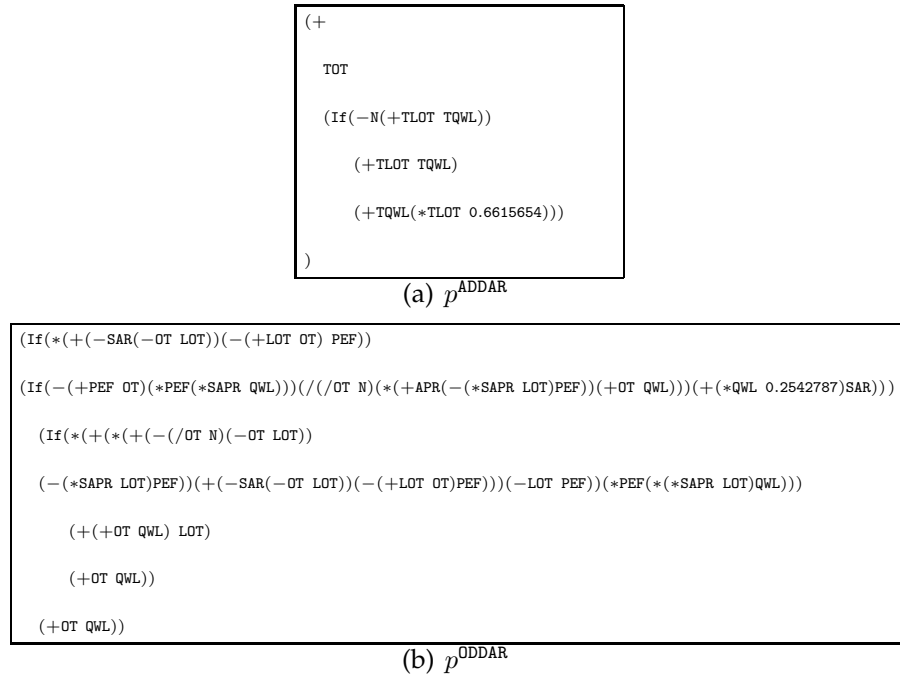 (+
TOT
(If(−N(+TLOT TQWL))
(+TLOT TQWL)
(+TQWL(∗TLOT 0.6615654)))
)
(a) p^ADDAR
(If(∗(+(−SAR(−OT LOT))(−(+LOT OT) PEF))
(If(−(+PEF OT)(∗PEF(∗SAPR QWL)))(/(/OT N)(∗(+APR(−(∗SAPR LOT)PEF))(+OT QWL)))(+(∗QWL 0.2542787)SAR)))
(If(∗(+(∗(+(−(/OT N)(−OT LOT))
(−(∗SAPR LOT)PEF))(+(−SAR(−OT LOT))(−(+LOT OT)PEF)))(−LOT PEF))(∗PEF(∗(∗SAPR LOT)QWL)))
(+(+OT QWL) LOT)
(+OT QWL))
(+OT QWL))
(b) p^ODDAR